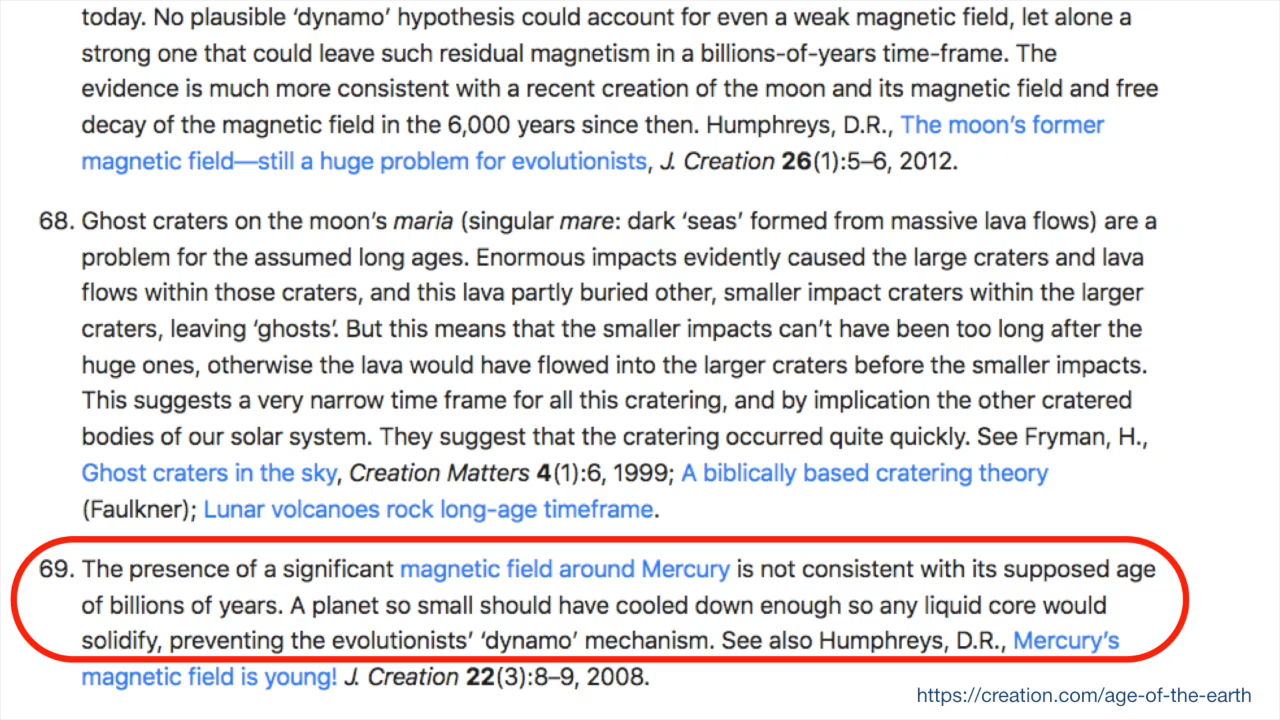 today. No plausible ‘dynamo’ hypothesis could account for even a weak magnetic field, let alone a
strong one that could leave such residual magnetism in a billions-of-years time-frame. The
evidence is much more consistent with a recent creation of the moon and its magnetic field and free
decay of the magnetic field in the 6,000 years since then. Humphreys, D.R., The moon’s former
magnetic field—still a huge problem for evolutionists, J. Creation 26(1):5–6, 2012.
68. Ghost craters on the moon’s maria (singular mare: dark ‘seas’ formed from massive lava flows) are a
problem for the assumed long ages. Enormous impacts evidently caused the large craters and lava
flows within those craters, and this lava partly buried other, smaller impact craters within the larger
craters, leaving ‘ghosts’. But this means that the smaller impacts can’t have been too long after the
huge ones, otherwise the lava would have flowed into the larger craters before the smaller impacts.
This suggests a very narrow time frame for all this cratering, and by implication the other cratered
bodies of our solar system. They suggest that the cratering occurred quite quickly. See Fryman, H.,
Ghost craters in the sky, Creation Matters 4(1):6, 1999; A biblically based cratering theory
(Faulkner); Lunar volcanoes rock long-age timeframe.
69. The presence of a significant magnetic field around Mercury is not consistent with its supposed age
of billions of years. A planet so small should have cooled down enough so any liquid core would
solidify, preventing the evolutionists’ ‘dynamo’ mechanism. See also Humphreys, D.R., Mercury’s
magnetic field is young! J. Creation 22(3):8–9, 2008.
https://creation.com/age-of-the-earth